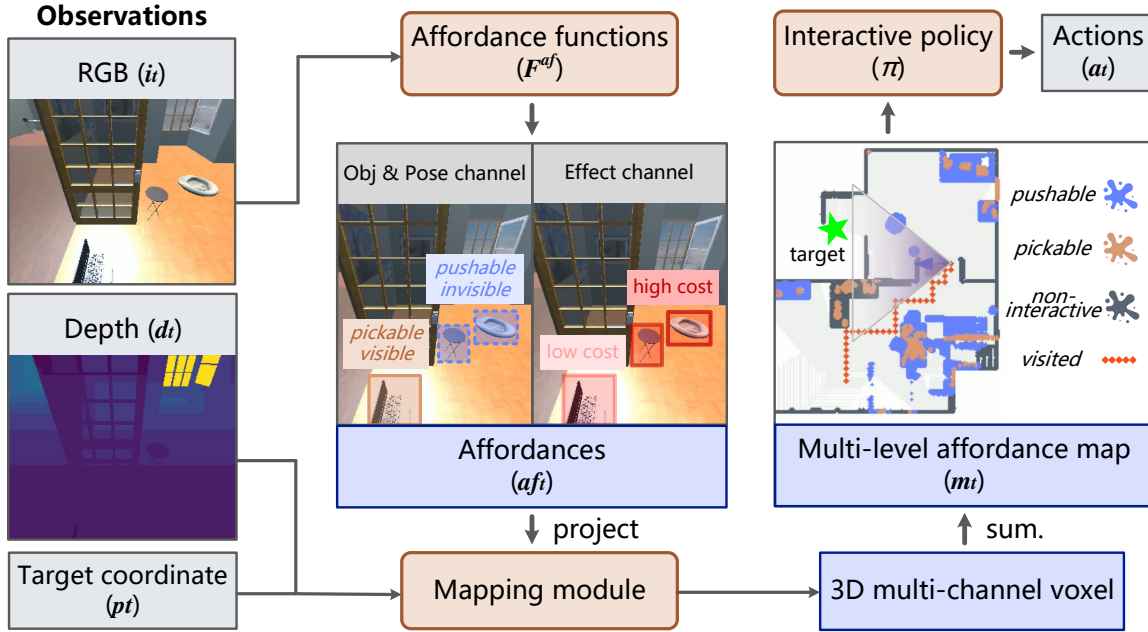 Observations
RGB (it)
Depth (dt)
Target coordinate
(pt)
Affordance functions
(F^af)
Obj & Pose channel
Effect channel
pushable
invisible
pickable
visible
high cost
low cost
Affordances
(aft)
project
Mapping module
3D multi-channel voxel
sum.
Multi-level affordance map
(mt)
target
pushable
pickable
non-
interactive
visited
Interactive policy
(π)
Actions
(at)